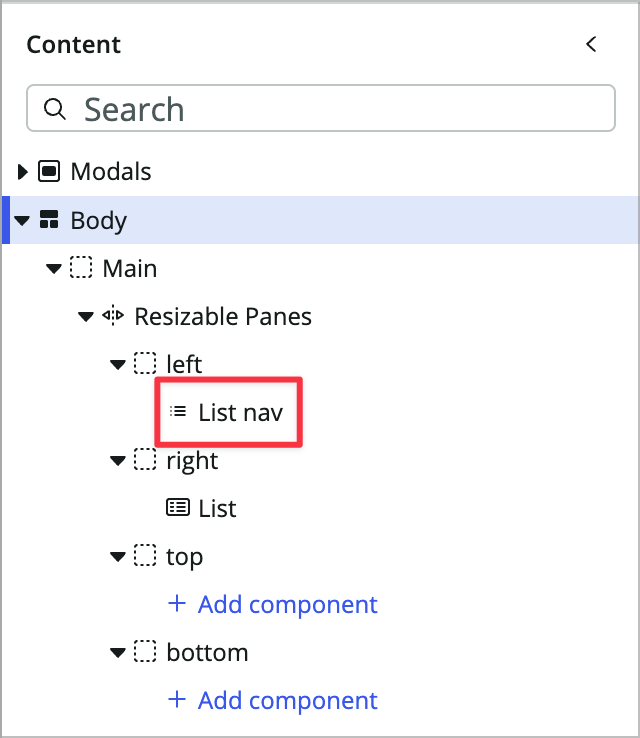 Content
Search
Modals
Body
Main
Resizable Panes
left
List nav
right
List
top
+ Add component
bottom
+ Add component